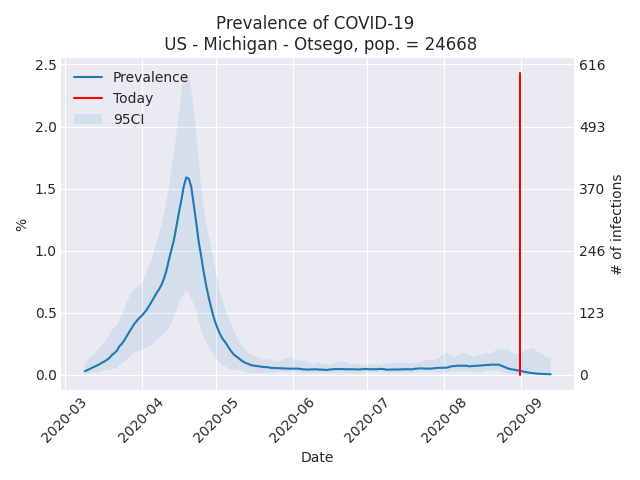 Prevalence of COVID-19
US - Michigan - Otsego, pop. = 24668
Prevalence
Today
95CI
2.5
2.0
1.5
1.0
0.5
0.0
%
616
493
370
246
123
0
# of infections
2020-03
2020-04
2020-05
2020-06
2020-07
2020-08
2020-09
Date